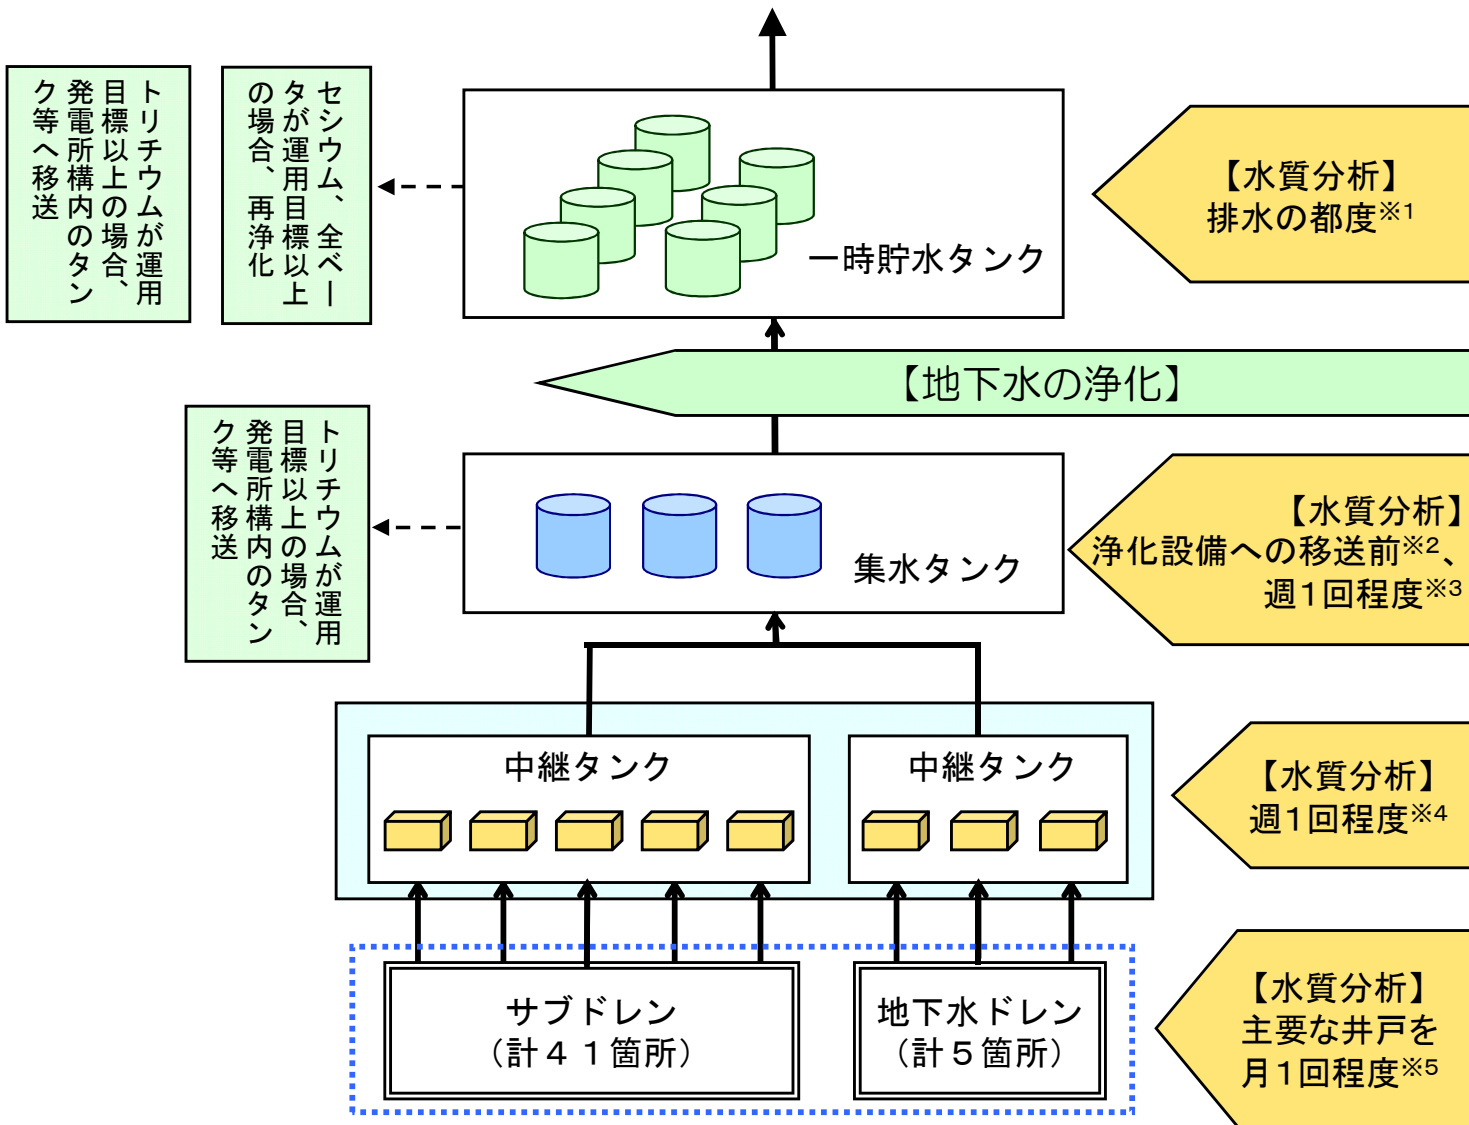 トリチウムが運用
目標以上の場合、
発電所構内のタン
ク等へ移送
セシウム、全ベー
タが運用目標以上
の場合、再浄化
一時貯水タンク
【水質分析】
排水の都度※1
【地下水の浄化】
トリチウムが運用
目標以上の場合、
発電所構内のタン
ク等へ移送
集水タンク
【水質分析】
浄化設備への移送前※2、
週1回程度※3
中継タンク
中継タンク
【水質分析】
週1回程度※4
サブドレン
（計４１箇所）
地下水ドレン
（計５箇所）
【水質分析】
主要な井戸を
月1回程度※5